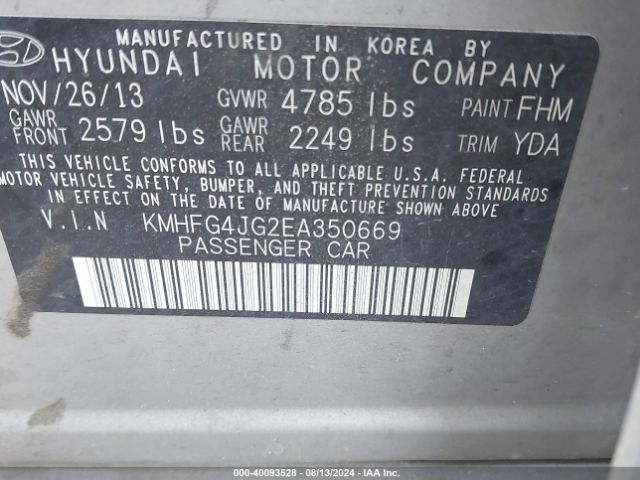 MANUFACTURED IN KOREA BY
HYUNDAI MOTOR COMPANY
NOV/26/13 GVWR 4785 lbs PAINT FHM
GAWR FRONT 2579 lbs GAWR REAR 2249 lbs TRIM YDA
THIS VEHICLE CONFORMS TO ALL APPLICABLE U.S.A. FEDERAL
MOTOR VEHICLE SAFETY, BUMPER, AND THEFT PREVENTION STANDARDS
IN EFFECT ON THE DATE OF MANUFACTURE SHOWN ABOVE.
V.I.N KMHFG4JG2EA350669
PASSENGER CAR
000-40093528 - 08/13/2024 - IAA Inc.